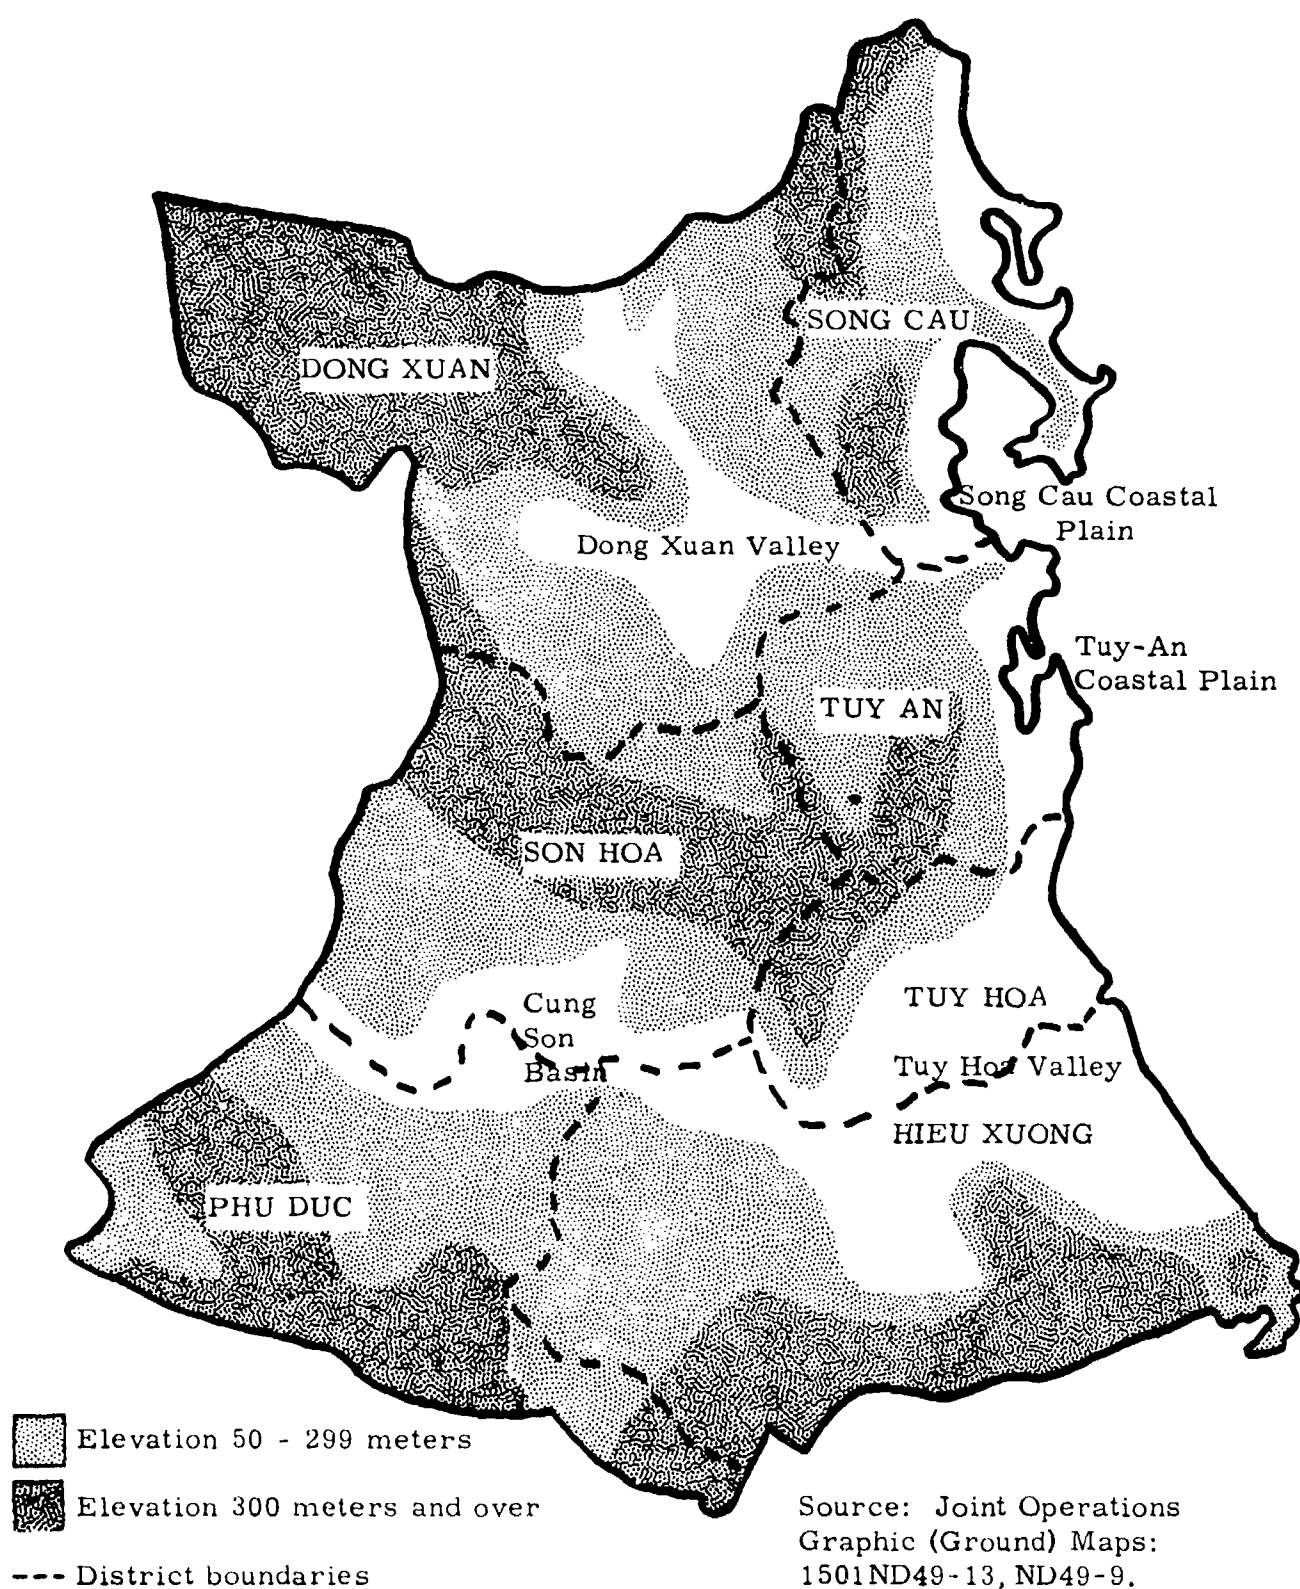 SONG CAU
DONG XUAN
Song Cau Coastal
Plain
Dong Xuan Valley
Tuy-An
Coastal Plain
TUY AN
SON HOA
Cung
Son
Basin
TUY HOA
Tuy Hoa Valley
HIEU XUONG
PHU DUC
Elevation 50 - 299 meters
Elevation 300 meters and over
District boundaries
Source: Joint Operations
Graphic (Ground) Maps:
1501ND49-13, ND49-9.